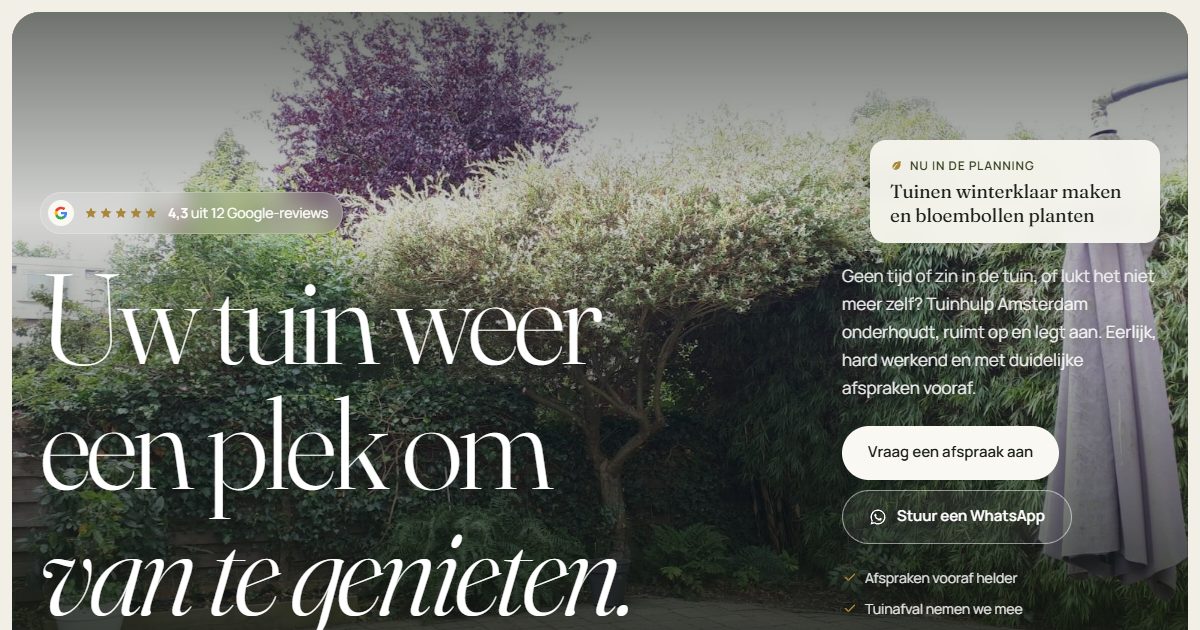 4,3 uit 12 Google-reviews
Uw tuin weer
een plek om
van te genieten.
NU IN DE PLANNING
Tuinen winterklaar maken
en bloembollen planten
Geen tijd of zin in de tuin, of lukt het niet
meer zelf? Tuinhulp Amsterdam
onderhoudt, ruimt op en legt aan. Eerlijk,
hard werkend en met duidelijke
afspraken vooraf.
Vraag een afspraak aan
Stuur een WhatsApp
Afspraken vooraf helder
Tuinafval nemen we mee